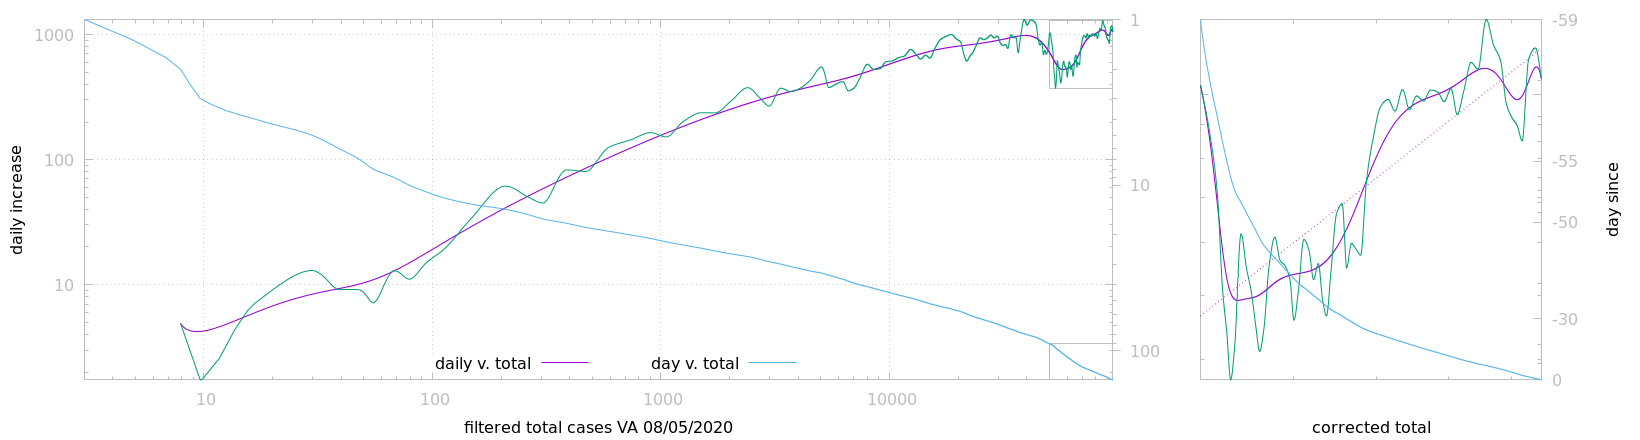 1000
100
10
daily increase
daily v. total
day v. total
10
100
1000
10000
filtered total cases VA 08/05/2020
1
10
100
-59
-55
-50
-30
0
day since
corrected total